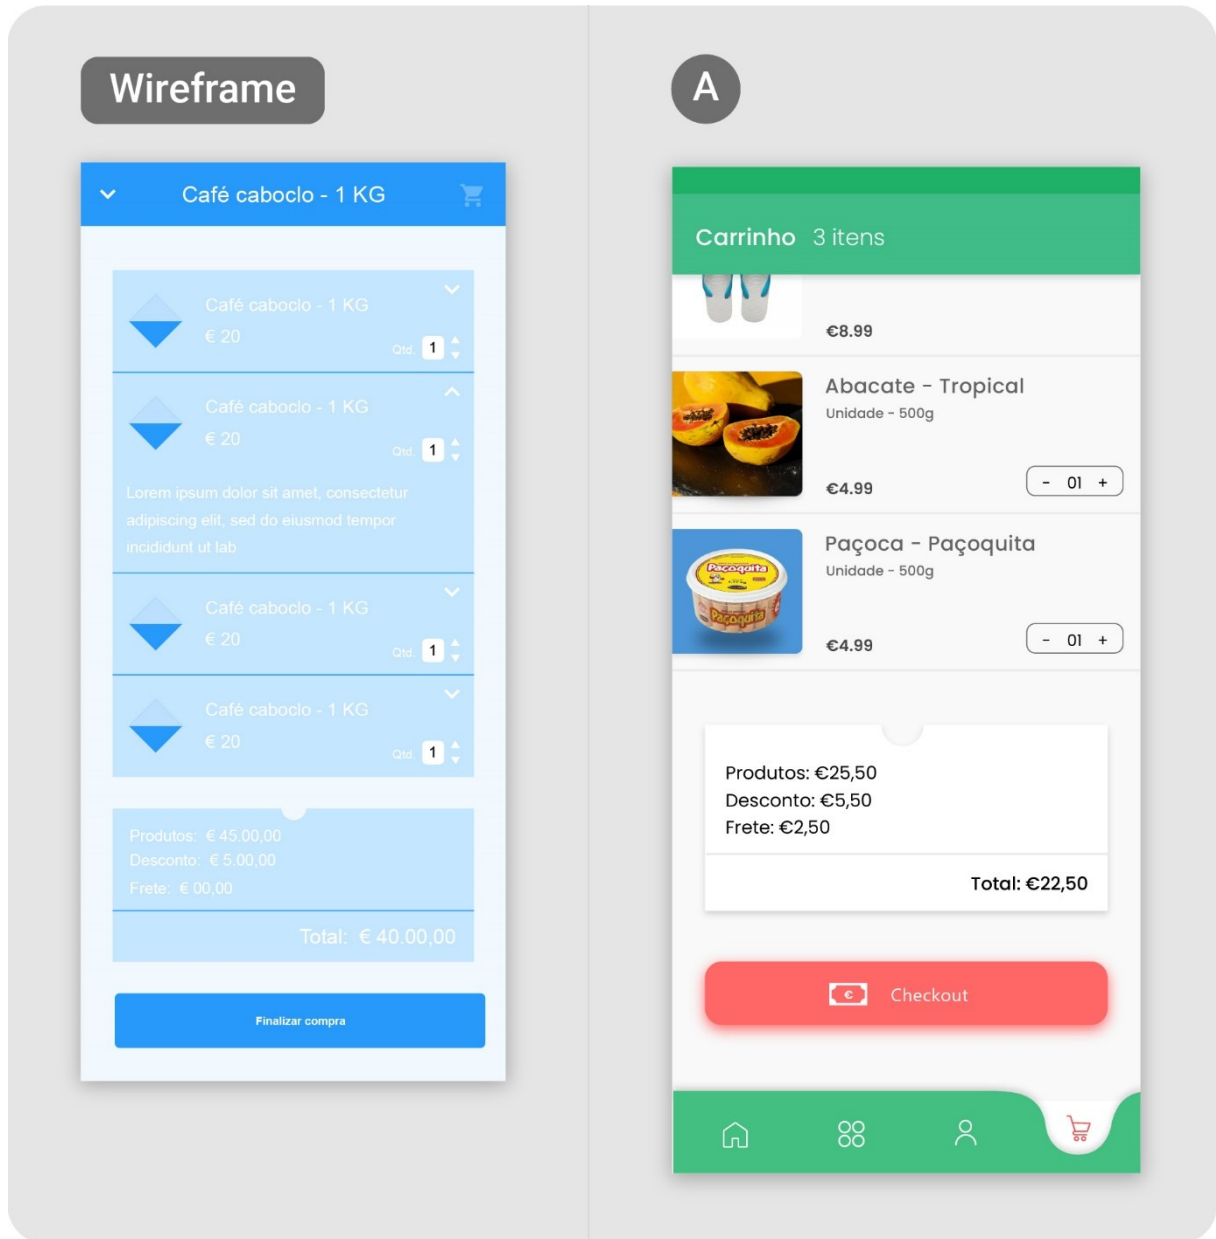 Wireframe
Café caboclo - 1 KG
Café caboclo - 1 KG
€ 20
Qtd. 1
Café caboclo - 1 KG
€ 20
Qtd. 1
Lorem ipsum dolor sit amet, consectetur
adipiscing elit, sed do eiusmod tempor
incididunt ut lab
Café caboclo - 1 KG
€ 20
Qtd. 1
Café caboclo - 1 KG
€ 20
Qtd. 1
Produtos: € 45.00,00
Desconto: € 5.00,00
Frete: € 00,00
Total: € 40.00,00
Finalizar compra
A
Carrinho 3 itens
€8.99
Abacate - Tropical
Unidade - 500g
€4.99
- 01 +
Paçoca - Paçoquita
Unidade - 500g
Paçoquita
Paçoquita
€4.99
- 01 +
Produtos: €25,50
Desconto: €5,50
Frete: €2,50
Total: €22,50
€ Checkout